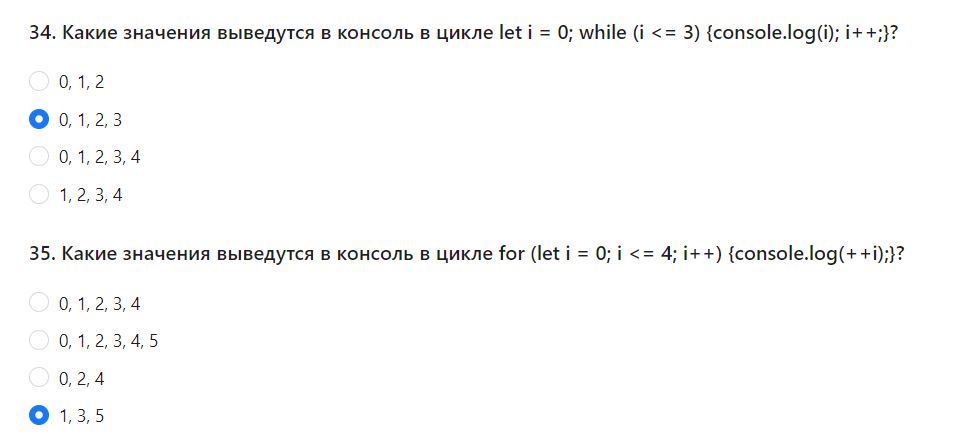 34. Какие значения выведутся в консоль в цикле let i = 0; while (i <= 3) {console.log(i); i++;}?
0, 1, 2
0, 1, 2, 3
0, 1, 2, 3, 4
1, 2, 3, 4
35. Какие значения выведутся в консоль в цикле for (let i = 0; i <= 4; i++) {console.log(++i);}?
0, 1, 2, 3, 4
0, 1, 2, 3, 4, 5
0, 2, 4
1, 3, 5